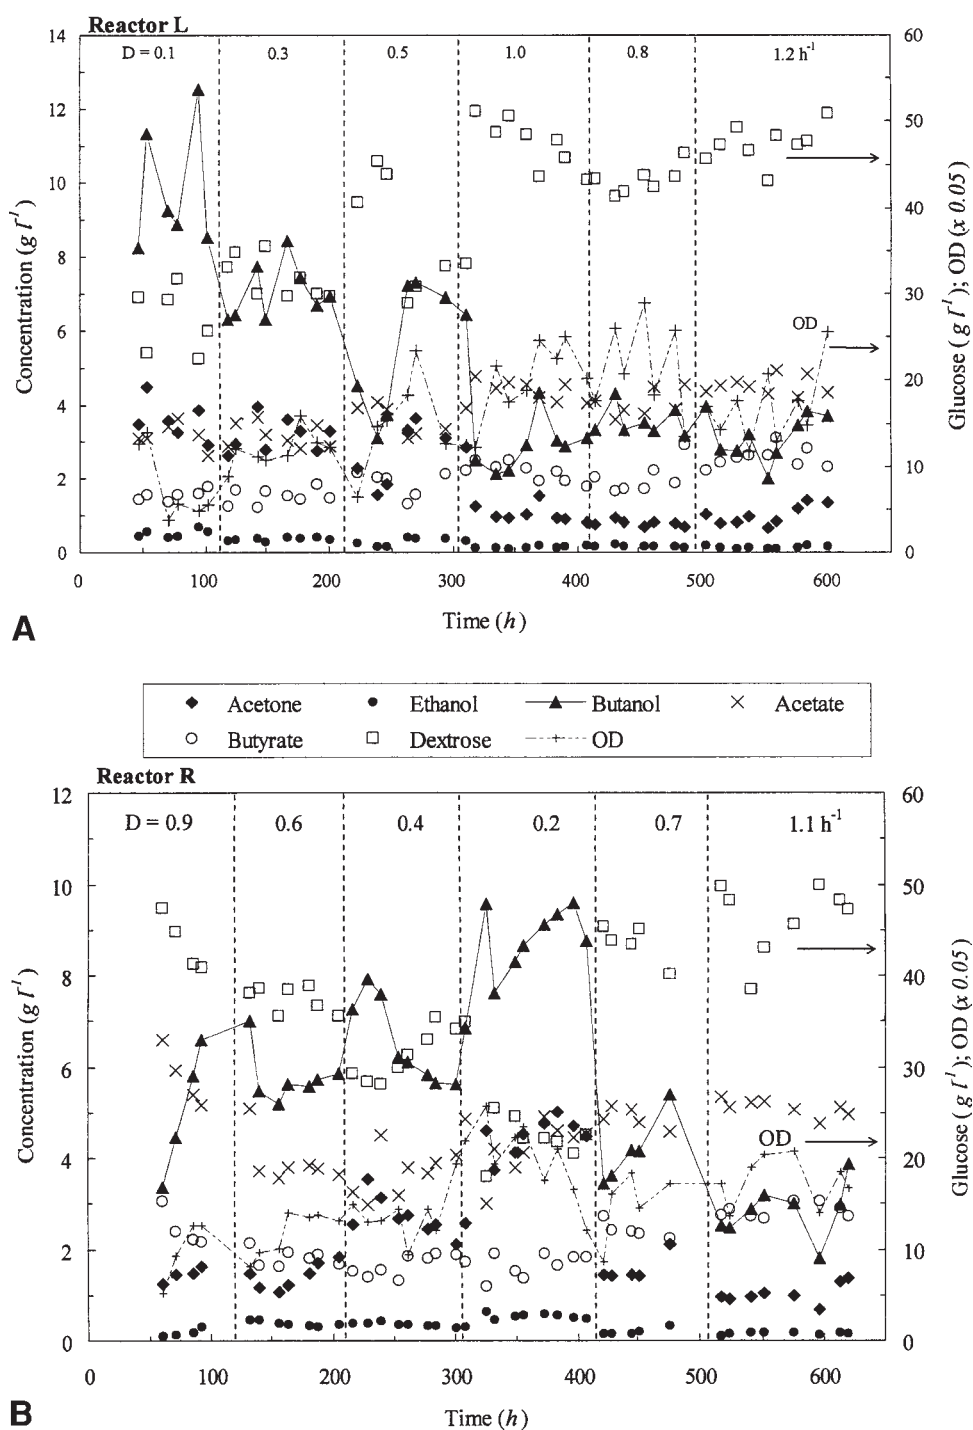 Reactor L
D = 0.1 0.3 0.5 1.0 0.8 1.2 h-1
14
12
10
8
6
4
2
0
60
50
40
30
20
10
0
Concentration (g l-1)
Glucose (g l-1); OD (x 0.05)
OD
0 100 200 300 400 500 600
Time (h)
A
Acetone Ethanol Butanol Acetate
Butyrate Dextrose OD
Reactor R
D = 0.9 0.6 0.4 0.2 0.7 1.1 h-1
12
10
8
6
4
2
0
60
50
40
30
20
10
0
Concentration (g l-1)
Glucose (g l-1); OD (x 0.05)
OD
0 100 200 300 400 500 600
Time (h)
B